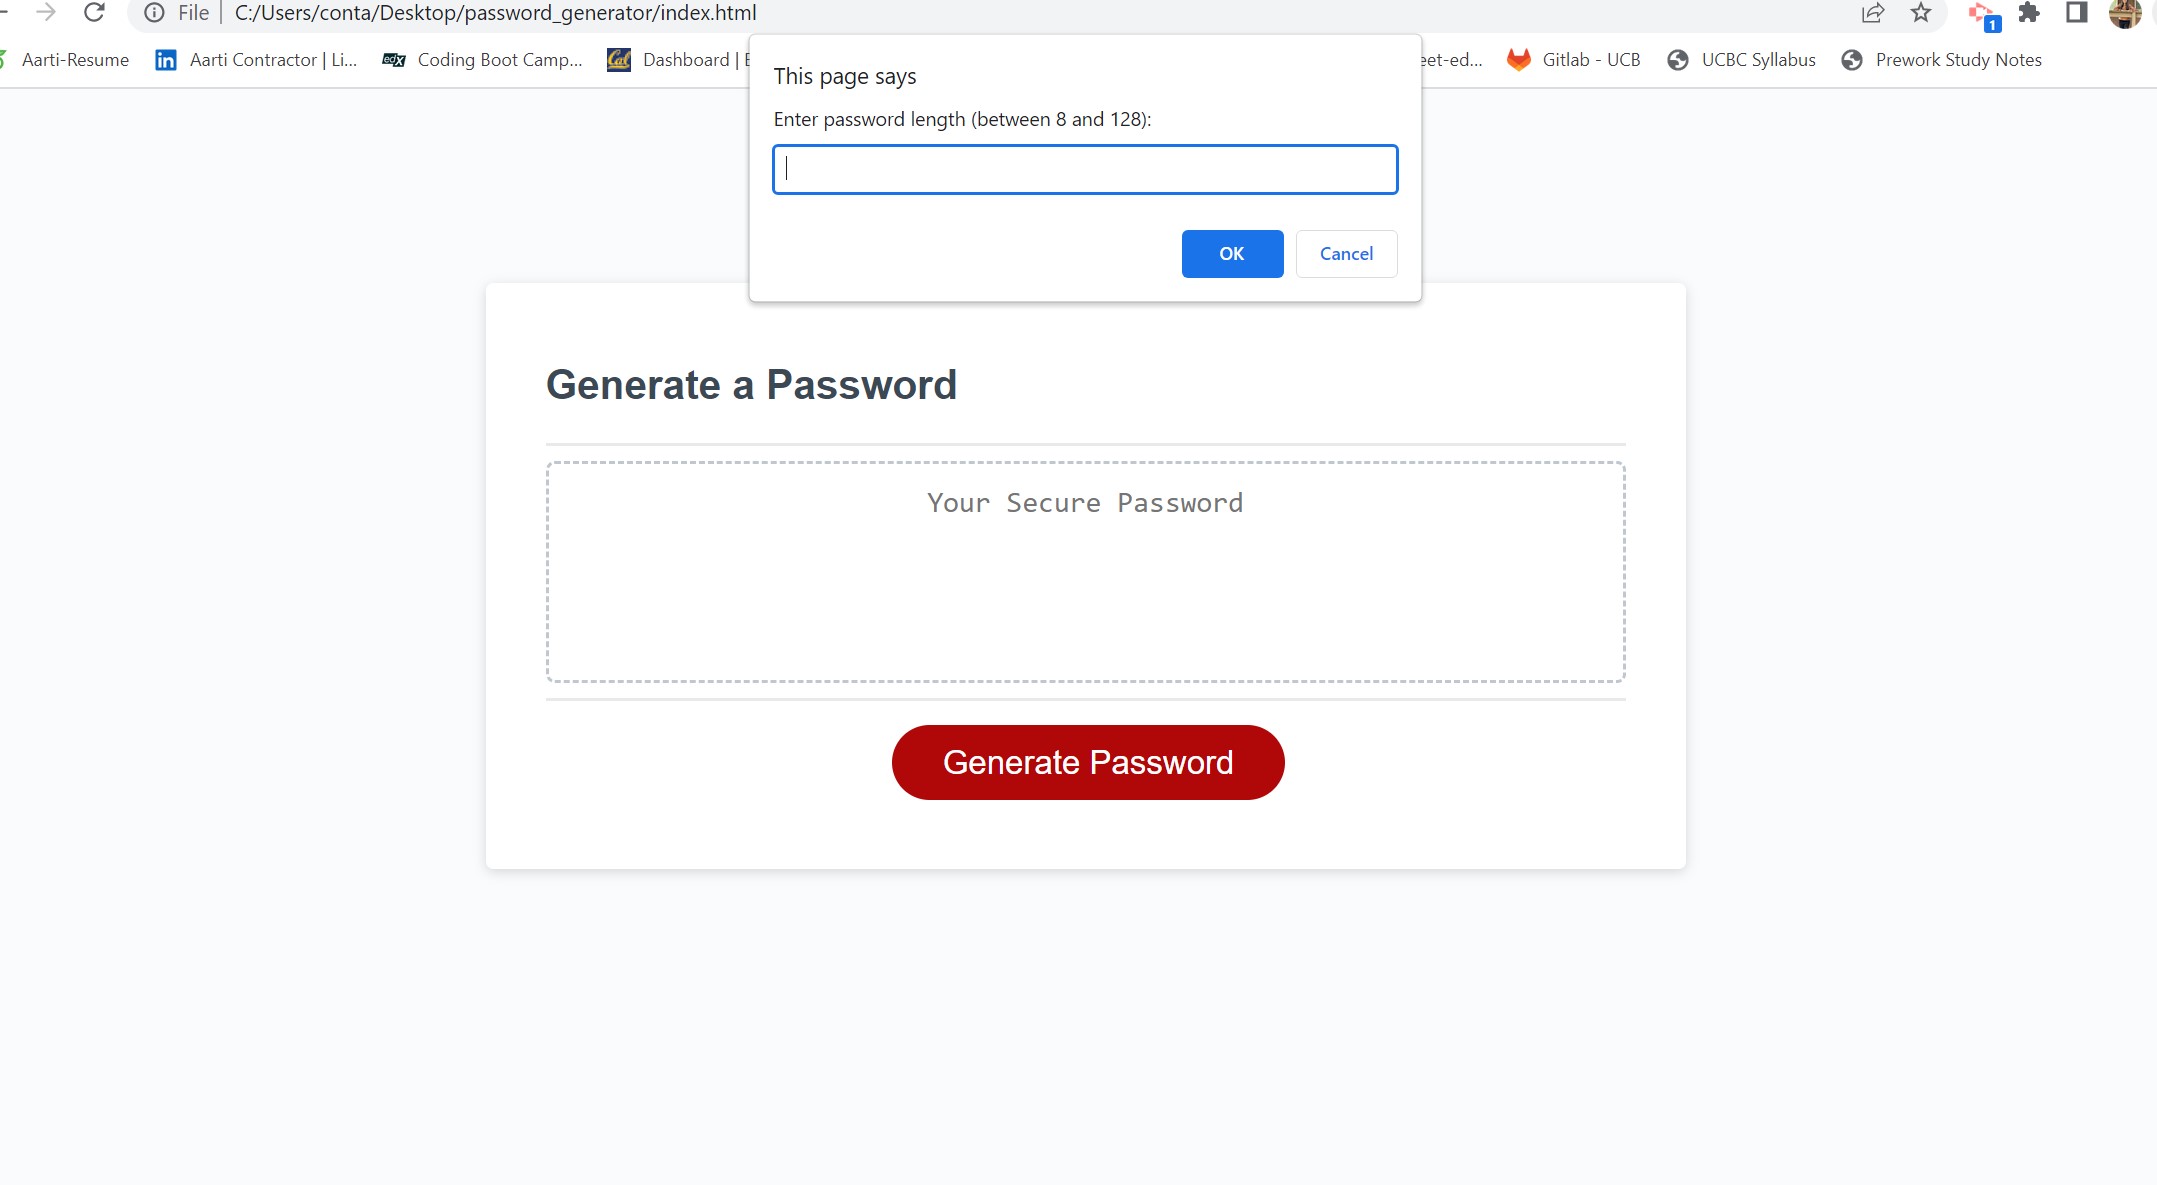 File C:/Users/conta/Desktop/password_generator/index.html
1
Aarti-Resume Aarti Contractor | Li... edX Coding Boot Camp... Cal Dashboard | eet-ed... Gitlab - UCB UCBC Syllabus Prework Study Notes
This page says
Enter password length (between 8 and 128):
OK Cancel
Generate a Password
Your Secure Password
Generate Password